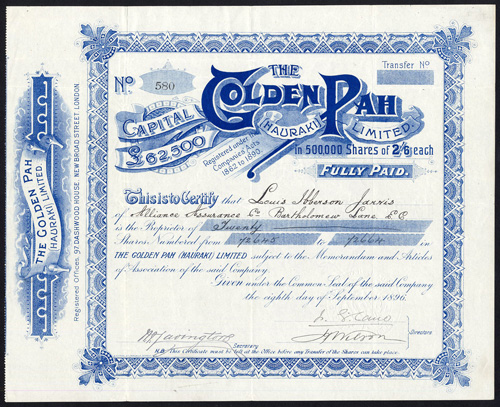 THE GOLDEN PAH
(HAURAKI) LIMITED
Registered Offices, 97, DASHWOOD HOUSE NEW BROAD STREET LONDON
No 580
Transfer No
THE
GOLDEN PAH
(HAURAKI) LIMITED.
CAPITAL
£62,500
Registered under the
Companies Acts
1862 to 1890.
in 500,000 Shares of 2/6 each
FULLY PAID.
This is to Certify that Louis Ibberson Jarvis
of Alliance Assurance Co Bartholomew Lane E C
is the Proprietor of Twenty
Shares Numbered from 72645 to 72664 in
THE GOLDEN PAH (HAURAKI) LIMITED subject to the Memorandum and Articles
of Association of the said Company.
Given under the Common Seal of the said Company
the eighth day of September 1896.
Directors
Secretary
N.B. This Certificate must be left at the Office before any Transfer of the Shares can take place.